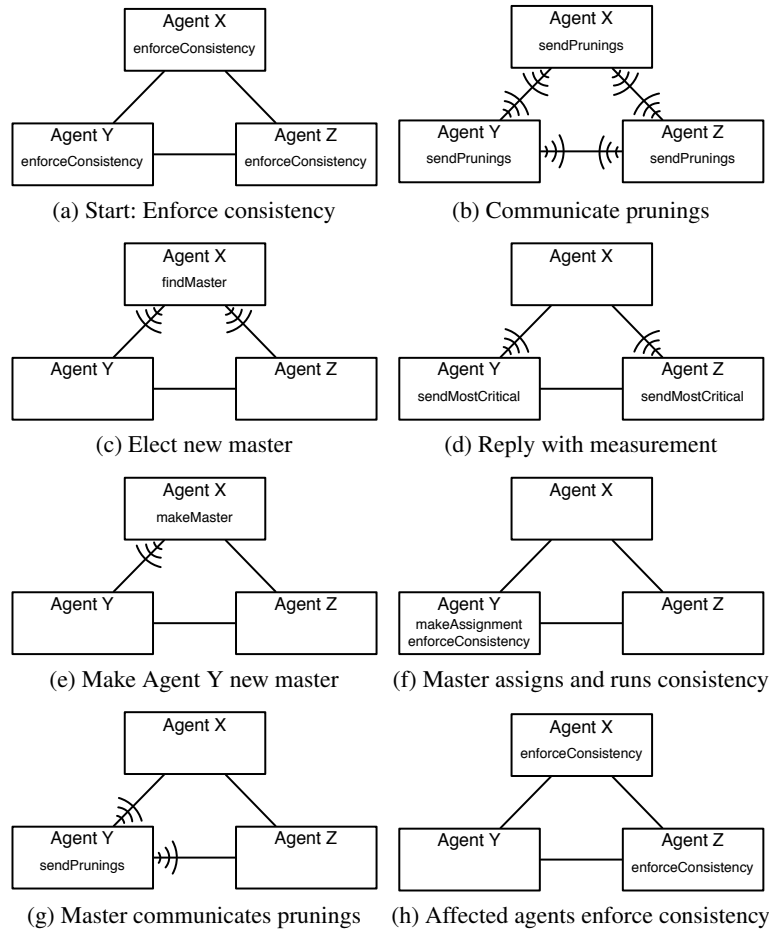 Agent X
enforceConsistency
Agent Y
enforceConsistency
Agent Z
enforceConsistency
(a) Start: Enforce consistency
Agent X
sendPrunings
Agent Y
sendPrunings
Agent Z
sendPrunings
(b) Communicate prunings
Agent X
findMaster
Agent Y
Agent Z
(c) Elect new master
Agent X
Agent Y
sendMostCritical
Agent Z
sendMostCritical
(d) Reply with measurement
Agent X
makeMaster
Agent Y
Agent Z
(e) Make Agent Y new master
Agent X
Agent Y
makeAssignment
enforceConsistency
Agent Z
(f) Master assigns and runs consistency
Agent X
Agent Y
sendPrunings
Agent Z
(g) Master communicates prunings
Agent X
enforceConsistency
Agent Y
Agent Z
enforceConsistency
(h) Affected agents enforce consistency